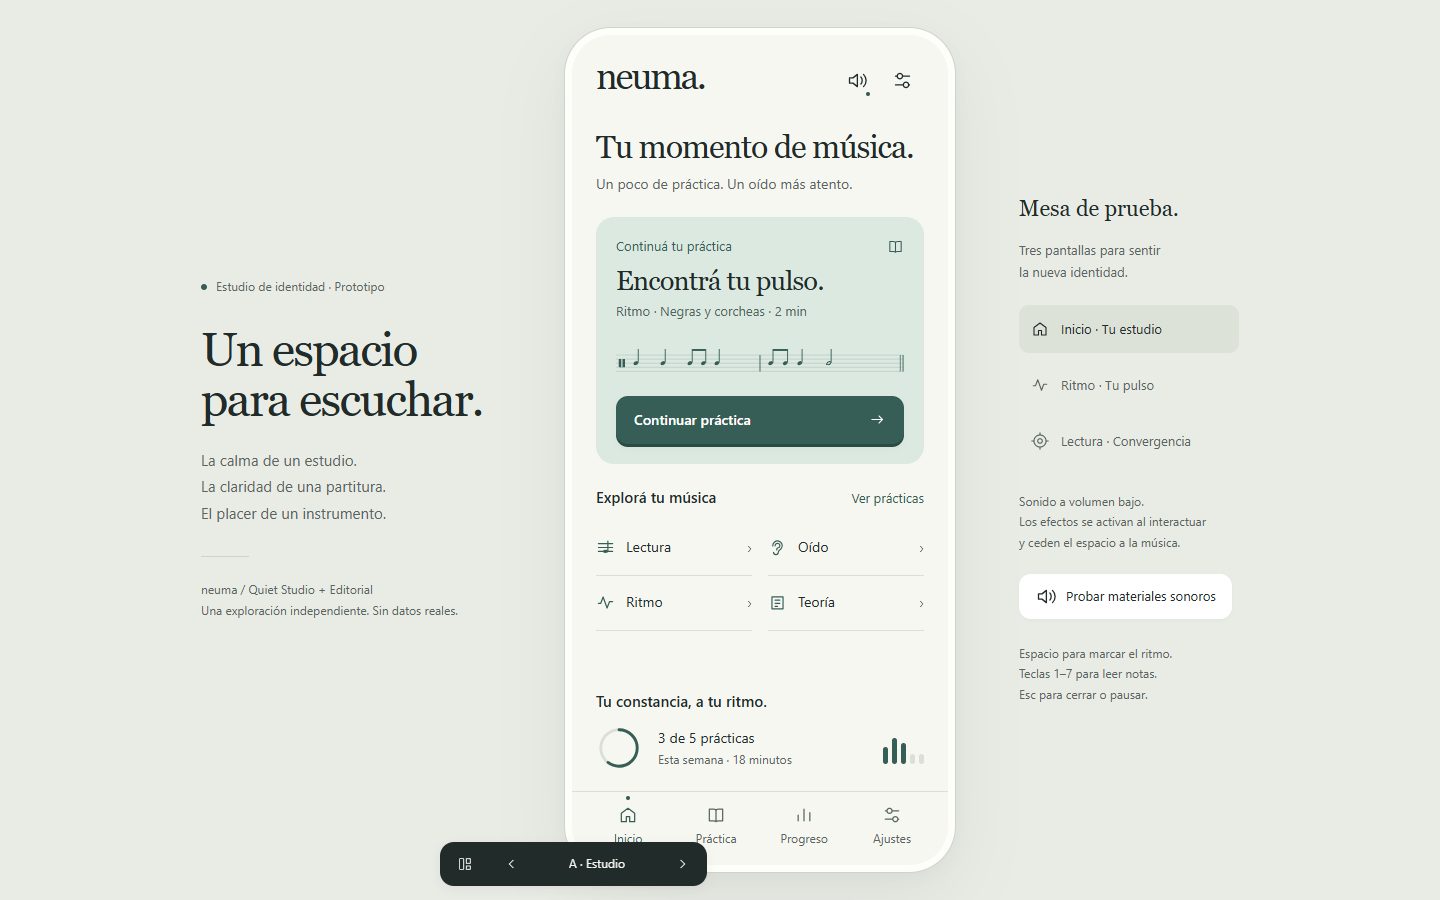 Estudio de identidad · Prototipo
Un espacio
para escuchar.
La calma de un estudio.
La claridad de una partitura.
El placer de un instrumento.
neuma / Quiet Studio + Editorial
Una exploración independiente. Sin datos reales.
neuma.
Tu momento de música.
Un poco de práctica. Un oído más atento.
Continuá tu práctica
Encontrá tu pulso.
Ritmo · Negras y corcheas · 2 min
Continuar práctica
Explorá tu música
Ver prácticas
Lectura
Oído
Ritmo
Teoría
Tu constancia, a tu ritmo.
3 de 5 prácticas
Esta semana · 18 minutos
Inicio
Práctica
Progreso
Ajustes
A · Estudio
Mesa de prueba.
Tres pantallas para sentir
la nueva identidad.
Inicio · Tu estudio
Ritmo · Tu pulso
Lectura · Convergencia
Sonido a volumen bajo.
Los efectos se activan al interactuar
y ceden el espacio a la música.
Probar materiales sonoros
Espacio para marcar el ritmo.
Teclas 1–7 para leer notas.
Esc para cerrar o pausar.